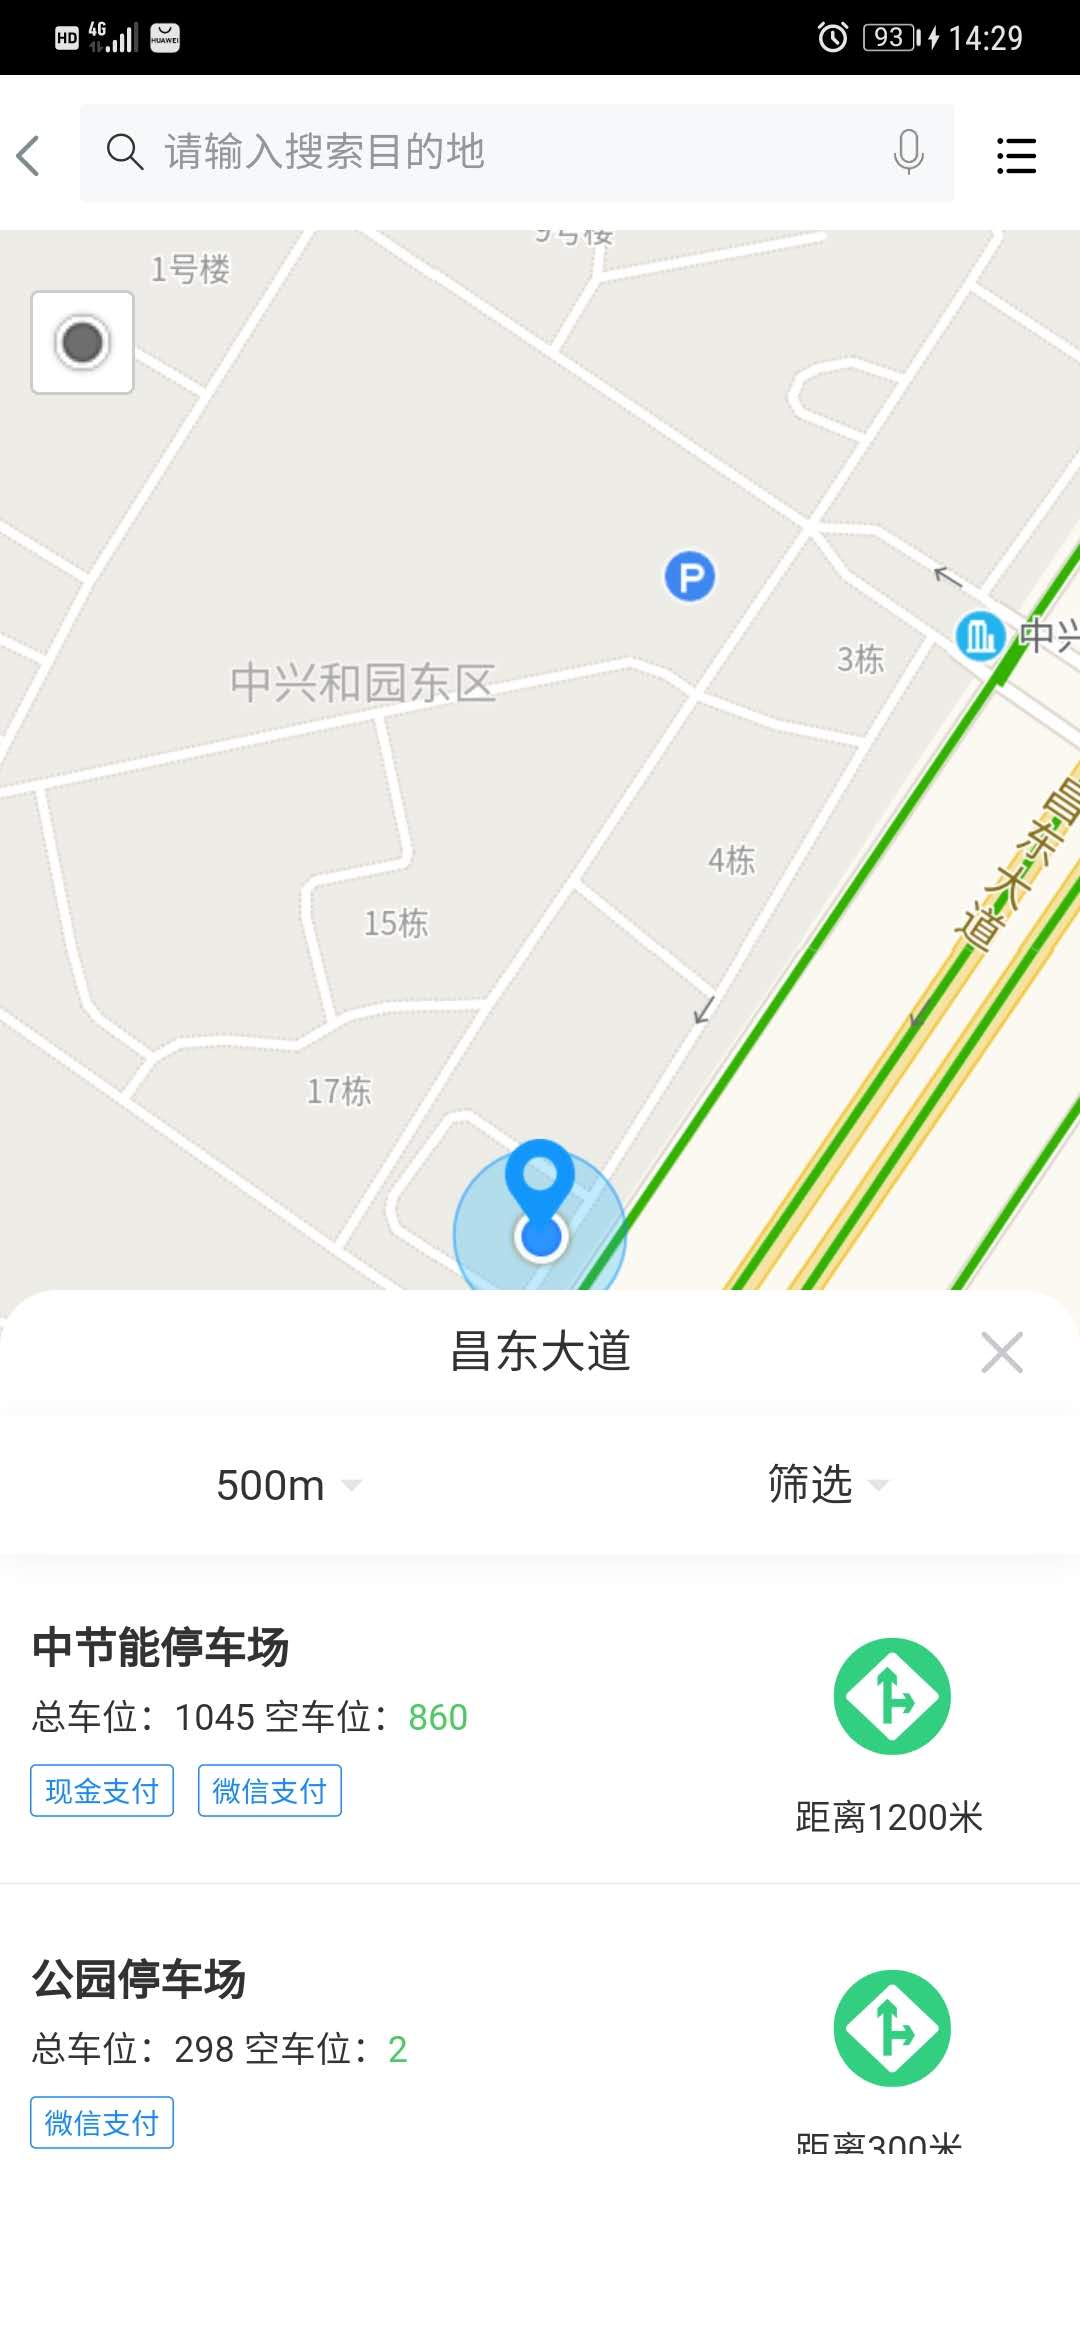 HD 4G HUAWEI 93 14:29
请输入搜索目的地
9号楼
1号楼
P
中兴
3栋
中兴和园东区
昌东大道
4栋
15栋
17栋
昌东大道
500m 筛选
中节能停车场
总车位：1045 空车位：860
现金支付 微信支付
距离1200米
公园停车场
总车位：298 空车位：2
微信支付
距离300米